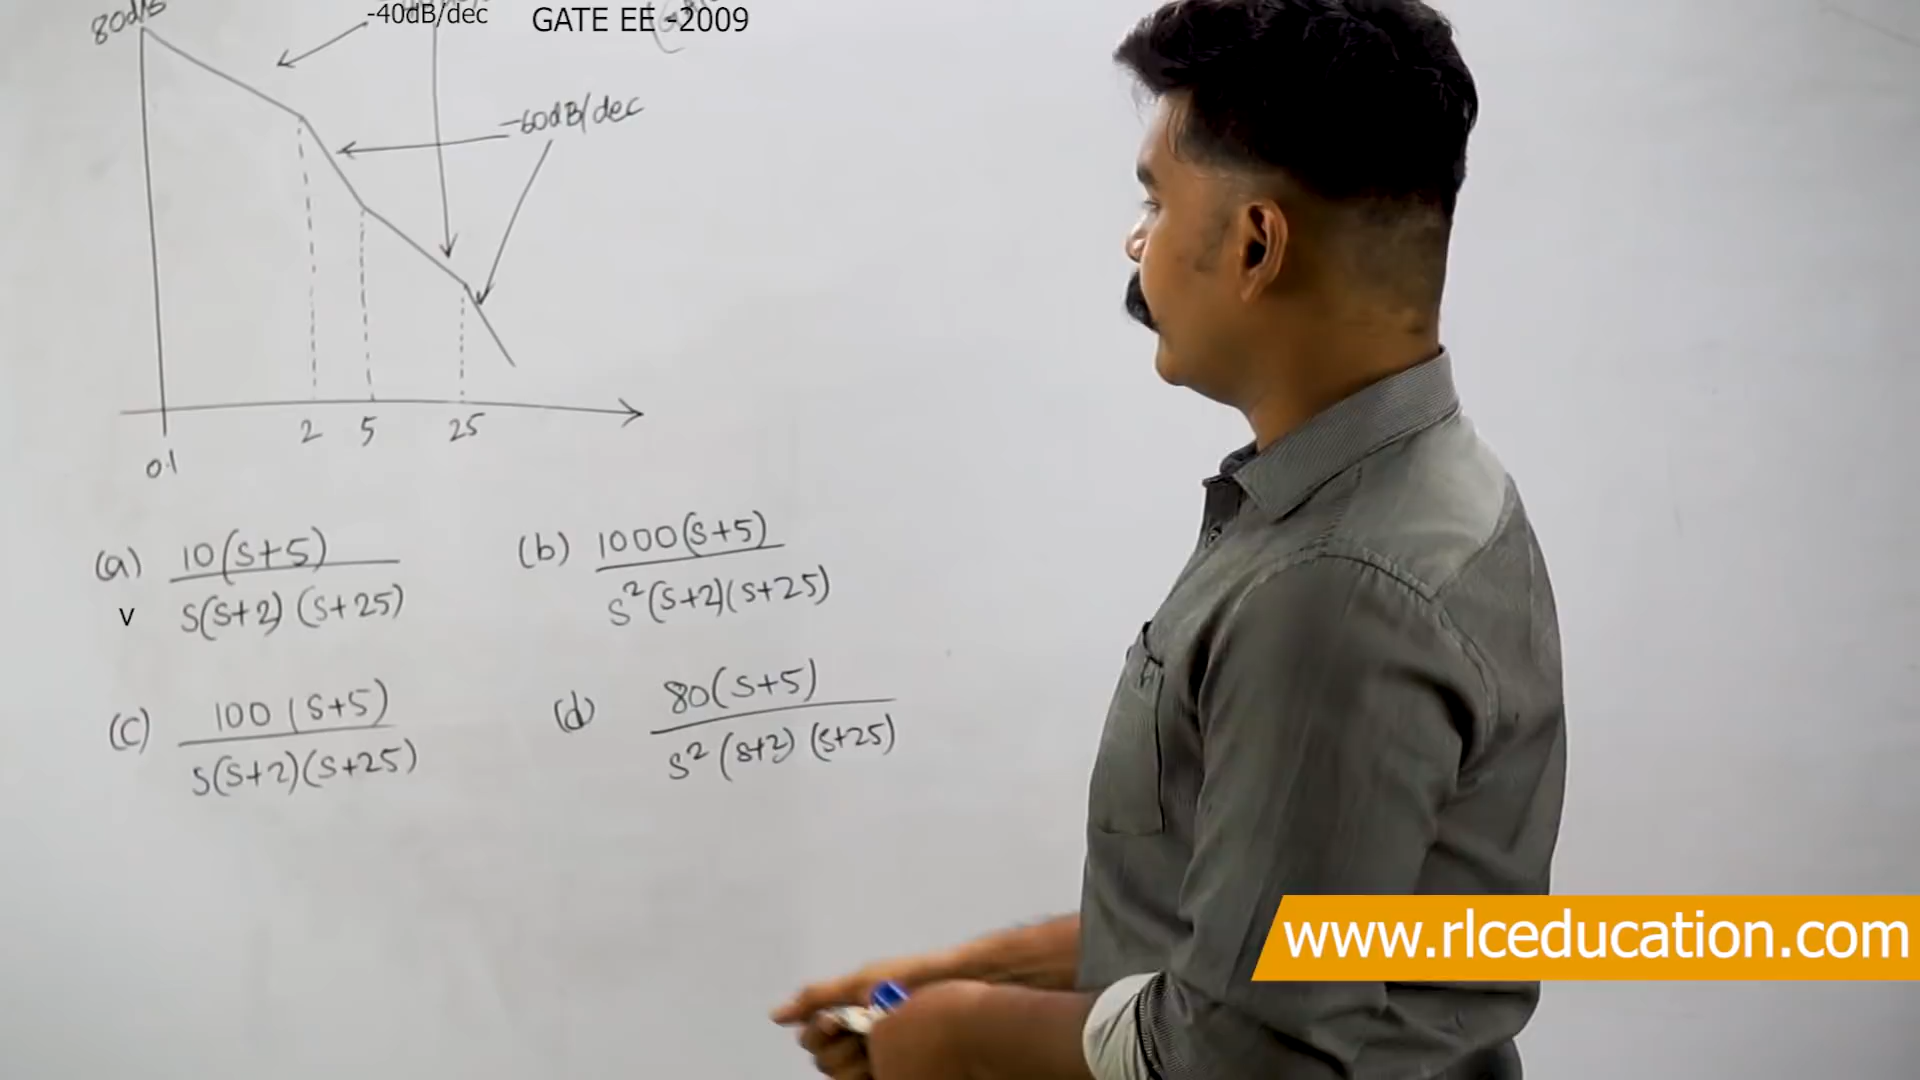 80dB
-40dB/dec
GATE EE -2009
-60dB/dec
2 5 25
0.1
(a) 10(s+5)
s(s+2) (s+25)
v
(b) 1000(s+5)
s²(s+2)(s+25)
(c) 100 (s+5)
s(s+2)(s+25)
(d) 80(s+5)
s² (s+2) (s+25)
www.rlceducation.com